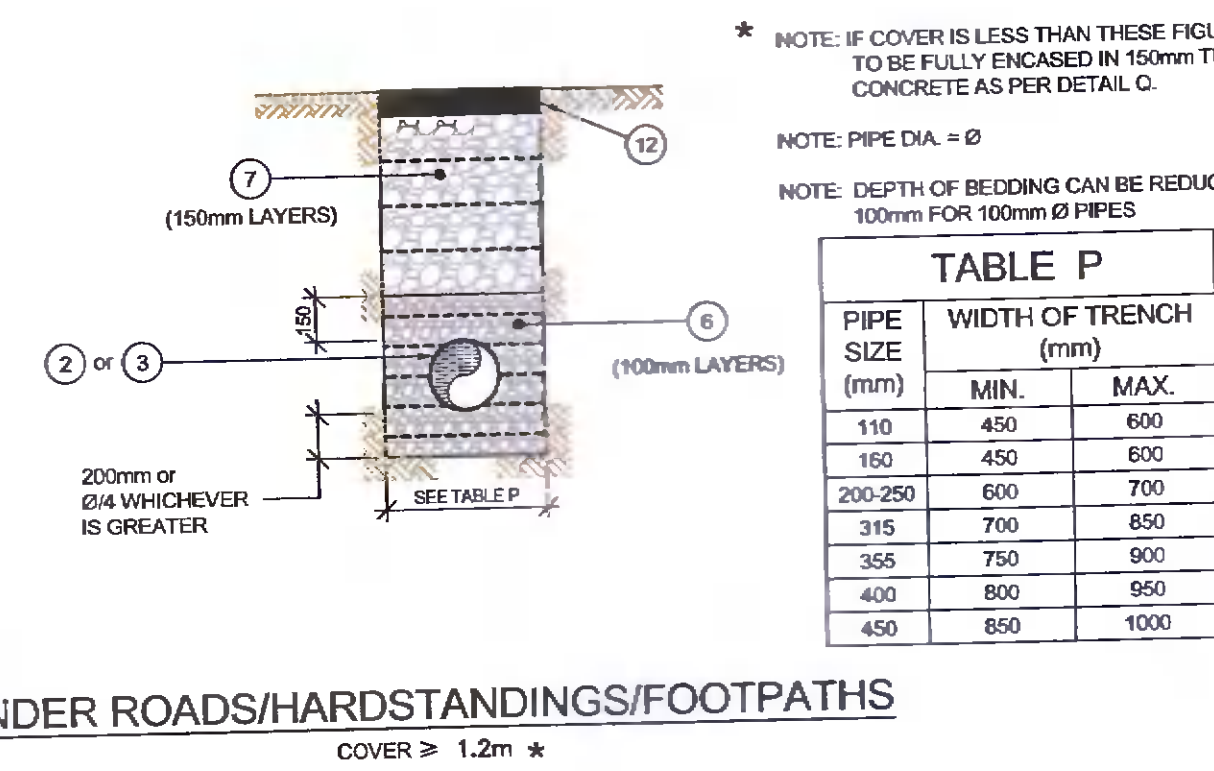 * NOTE: IF COVER IS LESS THAN THESE FIGU
TO BE FULLY ENCASED IN 150mm TH
CONCRETE AS PER DETAIL Q.
NOTE: PIPE DIA. = Ø
NOTE: DEPTH OF BEDDING CAN BE REDUC
100mm FOR 100mm Ø PIPES
12
7
(150mm LAYERS)
150
6
(100mm LAYERS)
2 or 3
200mm or
Ø/4 WHICHEVER
IS GREATER
SEE TABLE P
TABLE P
PIPE SIZE (mm) WIDTH OF TRENCH (mm)
MIN. MAX.
110 450 600
160 450 600
200-250 600 700
315 700 850
355 750 900
400 800 950
450 850 1000
NDER ROADS/HARDSTANDINGS/FOOTPATHS
COVER ≥ 1.2m *